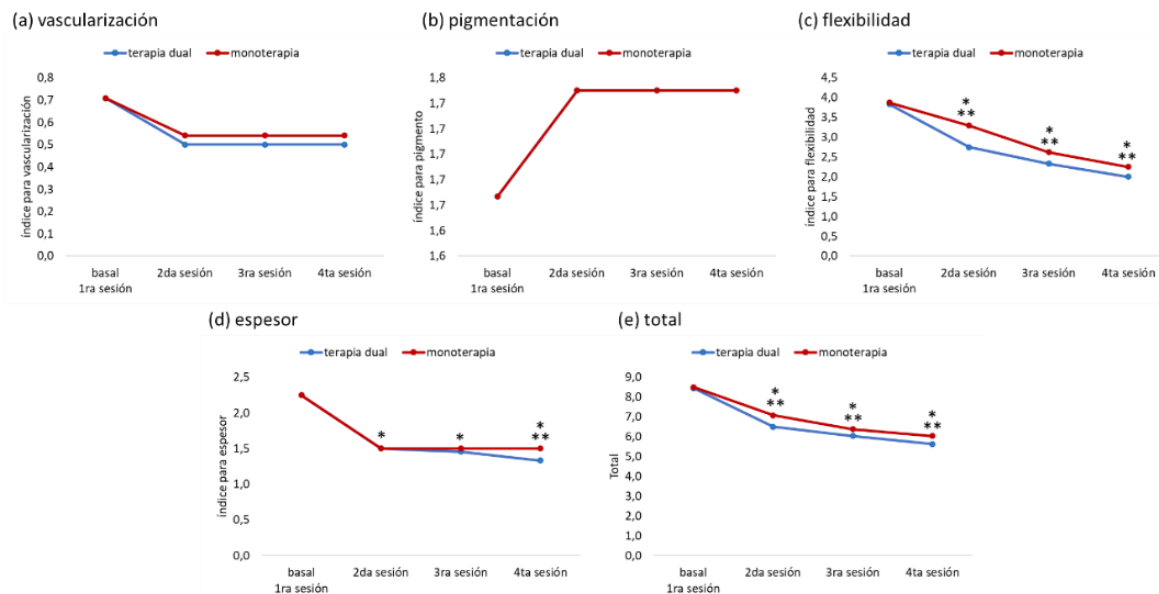 (a) vascularización
terapia dual
monoterapia
índice para vascularización
0,8
0,7
0,6
0,5
0,4
0,3
0,2
0,1
0,0
basal
1ra sesión
2da sesión
3ra sesión
4ta sesión
(b) pigmentación
terapia dual
monoterapia
índice para pigmento
1,8
1,7
1,7
1,7
1,7
1,7
1,6
1,6
basal
1ra sesión
2da sesión
3ra sesión
4ta sesión
(c) flexibilidad
terapia dual
monoterapia
índice para flexibilidad
4,5
4,0
3,5
3,0
2,5
2,0
1,5
1,0
0,5
0,0
*
**
*
**
*
**
basal
1ra sesión
2da sesión
3ra sesión
4ta sesión
(d) espesor
terapia dual
monoterapia
índice para espesor
2,5
2,0
1,5
1,0
0,5
0,0
*
*
*
**
basal
1ra sesión
2da sesión
3ra sesión
4ta sesión
(e) total
terapia dual
monoterapia
Total
9,0
8,0
7,0
6,0
5,0
4,0
3,0
2,0
1,0
0,0
*
**
*
**
*
**
basal
1ra sesión
2da sesión
3ra sesión
4ta sesión